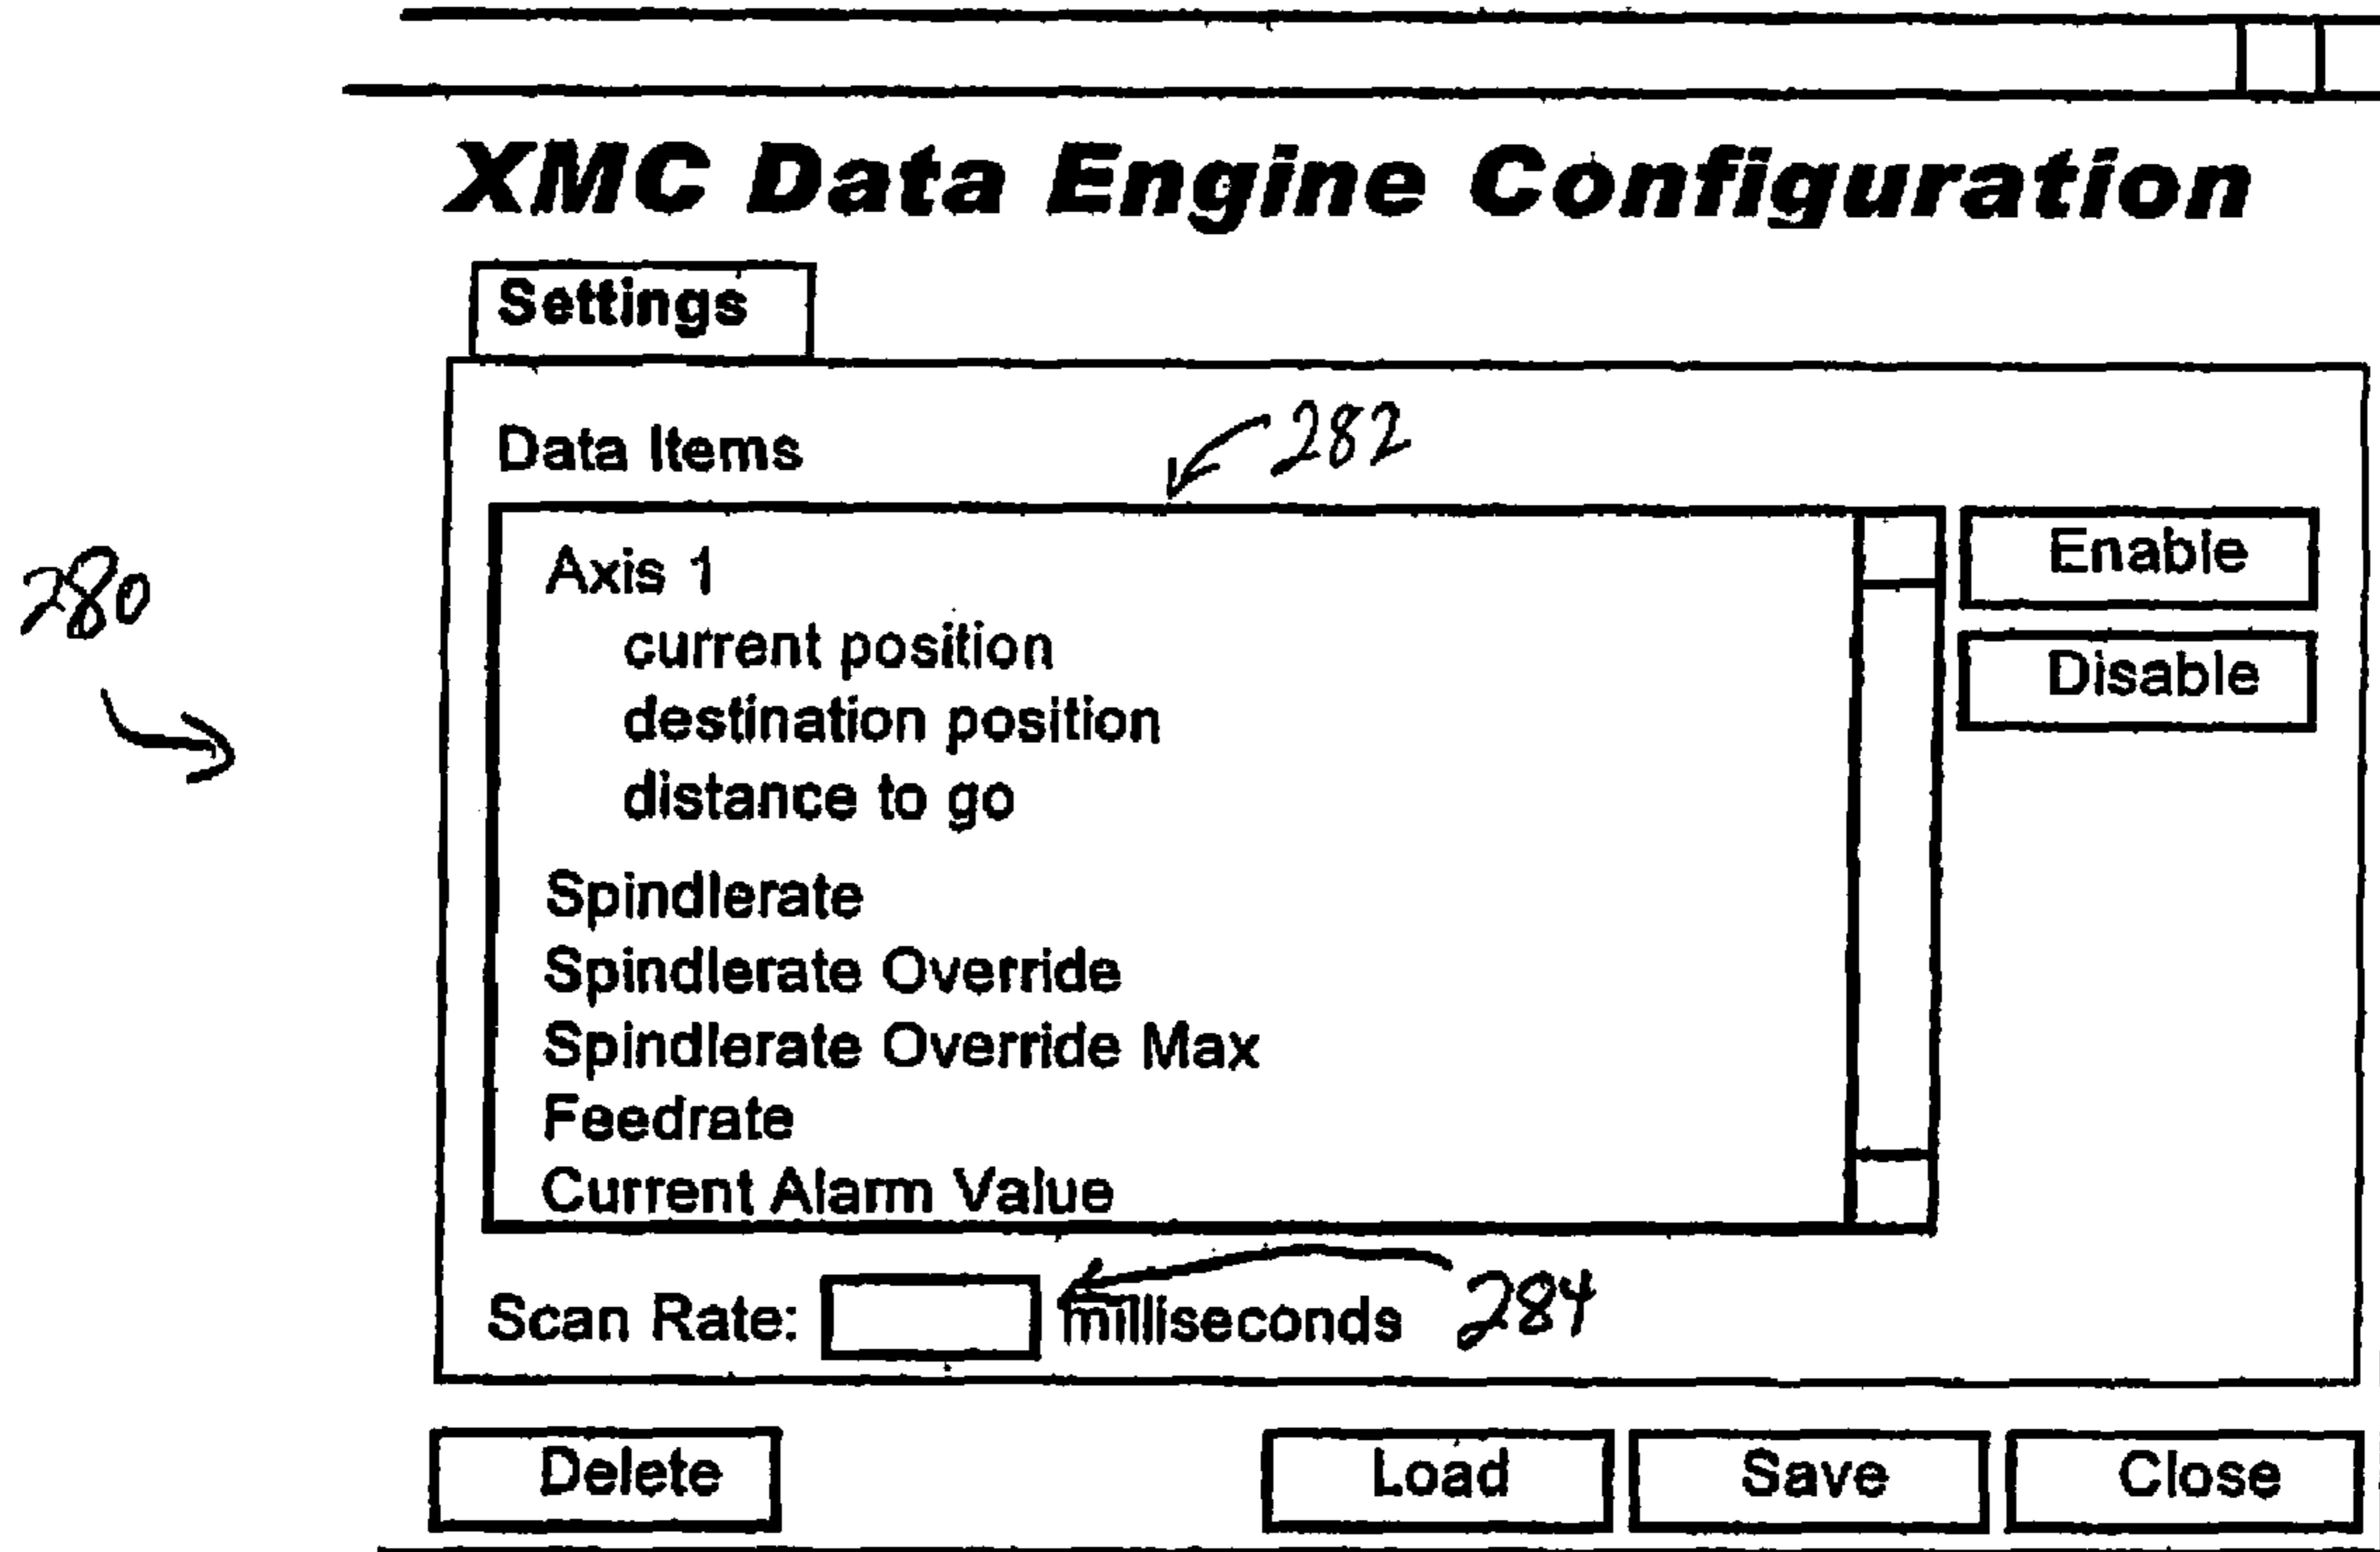 XMC Data Engine Configuration
Settings
Data Items
282
Axis 1
Enable
280
current position
Disable
destination position
distance to go
Spindlerate
Spindlerate Override
Spindlerate Override Max
Feedrate
Current Alarm Value
Scan Rate: milliseconds 284
Delete Load Save Close